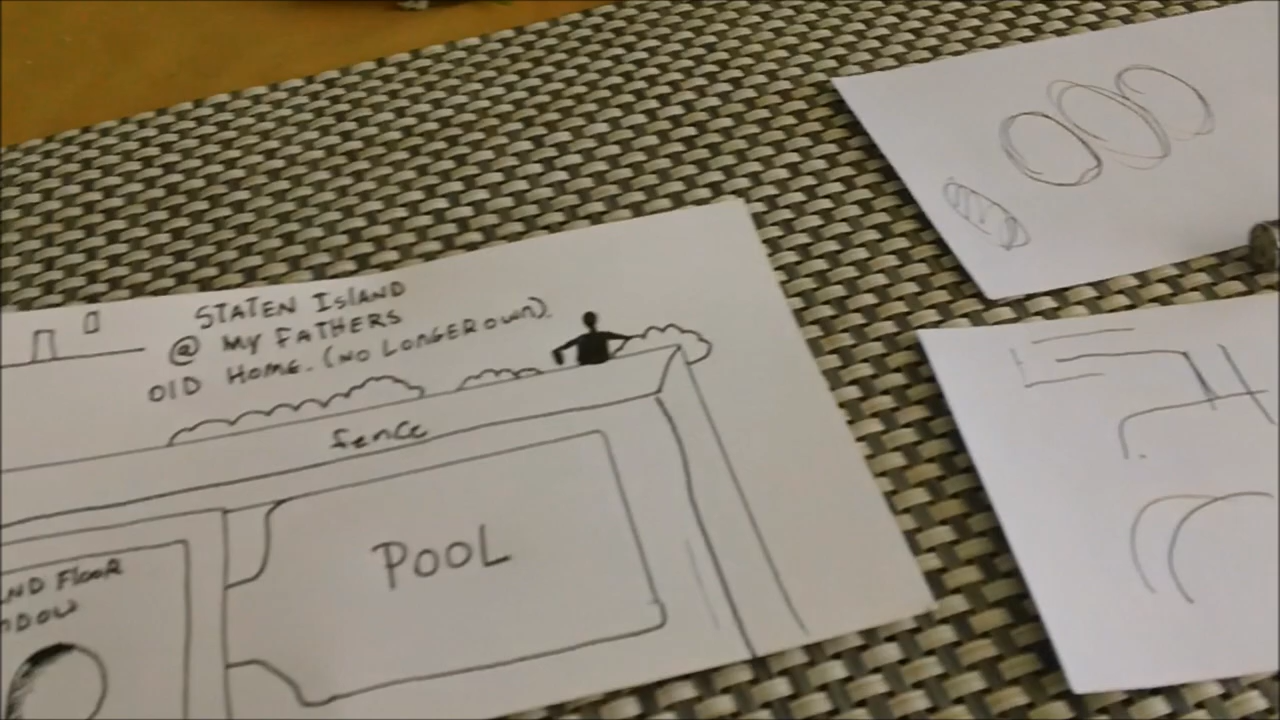 STATEN ISLAND
@ MY FATHERS
OLD HOME. (NO LONGER OWN).
fence
POOL
ND FLOOR
NDOW